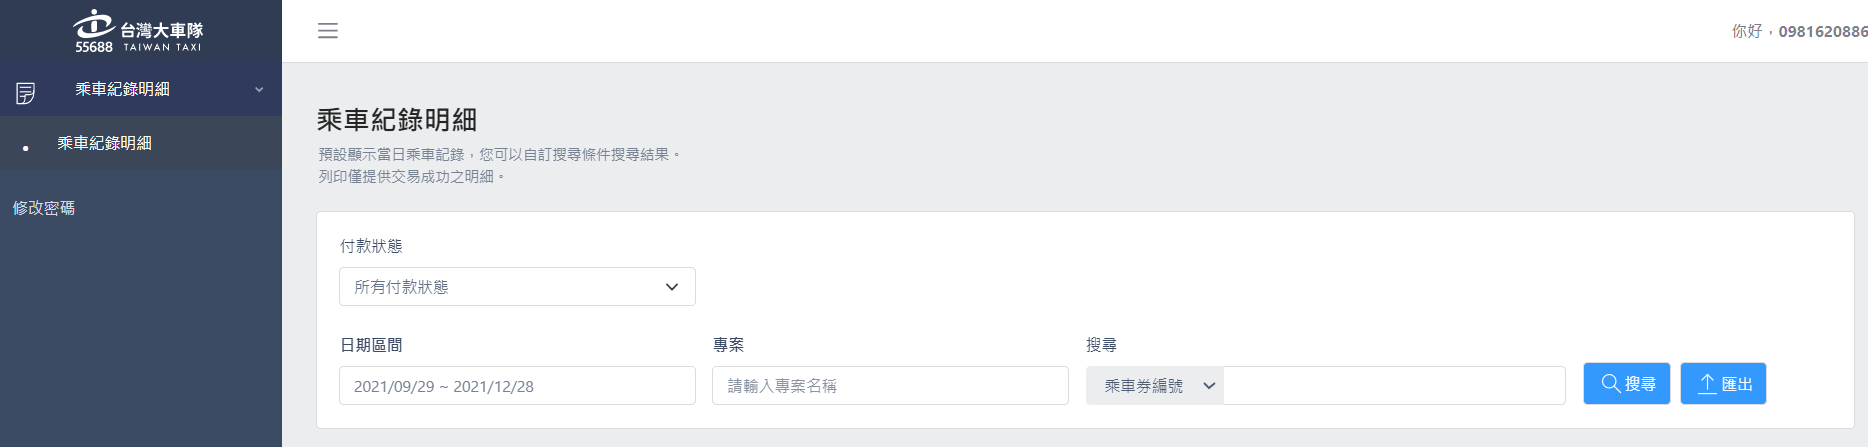 台灣大車隊
55688 TAIWAN TAXI
你好，0981620886
乘車紀錄明細
乘車紀錄明細
修改密碼
乘車紀錄明細
預設顯示當日乘車記錄，您可以自訂搜尋條件搜尋結果。
列印僅提供交易成功之明細。
付款狀態
所有付款狀態
日期區間
專案
搜尋
2021/09/29 ~ 2021/12/28
請輸入專案名稱
乘車券編號
搜尋
匯出